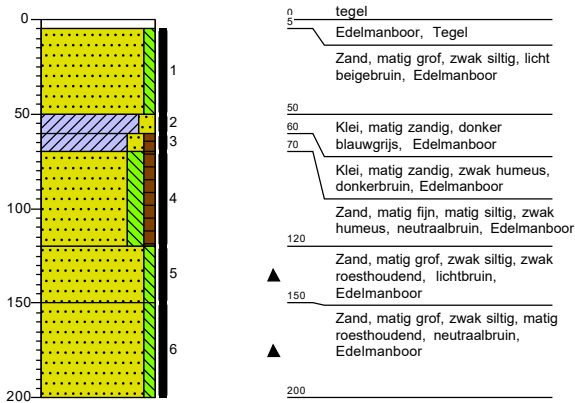 0
50
100
150
200
1
2
3
4
5
6
0 tegel
5
Edelmanboor, Tegel
Zand, matig grof, zwak siltig, licht
beigebruin, Edelmanboor
50
60
Klei, matig zandig, donker
blauwgrijs, Edelmanboor
70
Klei, matig zandig, zwak humeus,
donkerbruin, Edelmanboor
Zand, matig fijn, matig siltig, zwak
humeus, neutraalbruin, Edelmanboor
120
Zand, matig grof, zwak siltig, zwak
roesthoudend, lichtbruin,
Edelmanboor
150
Zand, matig grof, zwak siltig, matig
roesthoudend, neutraalbruin,
Edelmanboor
200